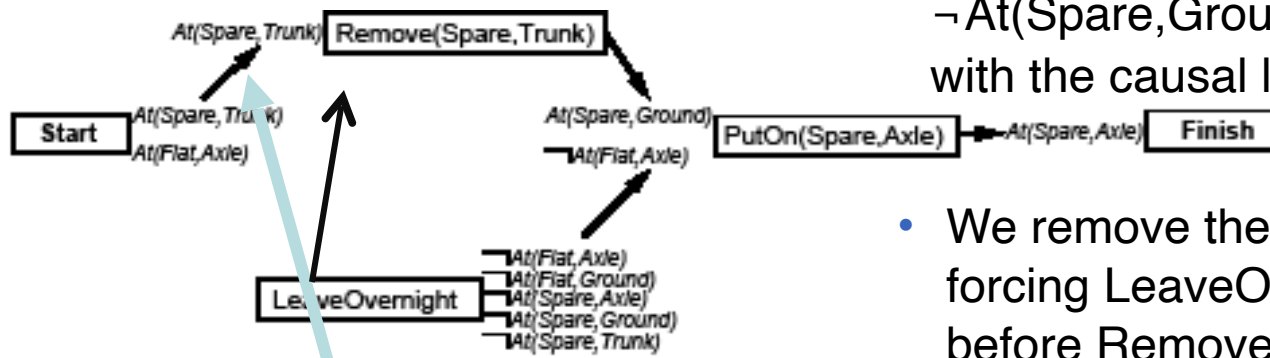 At(Spare,Trunk) Remove(Spare,Trunk)
¬At(Spare,Grou
with the causal l
Start
At(Spare,Trunk)
At(Flat,Axle)
At(Spare,Ground)
¬At(Flat,Axle)
PutOn(Spare,Axle)
At(Spare,Axle)
Finish
LeaveOvernight
¬At(Flat,Axle)
¬At(Flat,Ground)
¬At(Spare,Axle)
¬At(Spare,Ground)
¬At(Spare,Trunk)
• We remove the
forcing LeaveO
before Remove